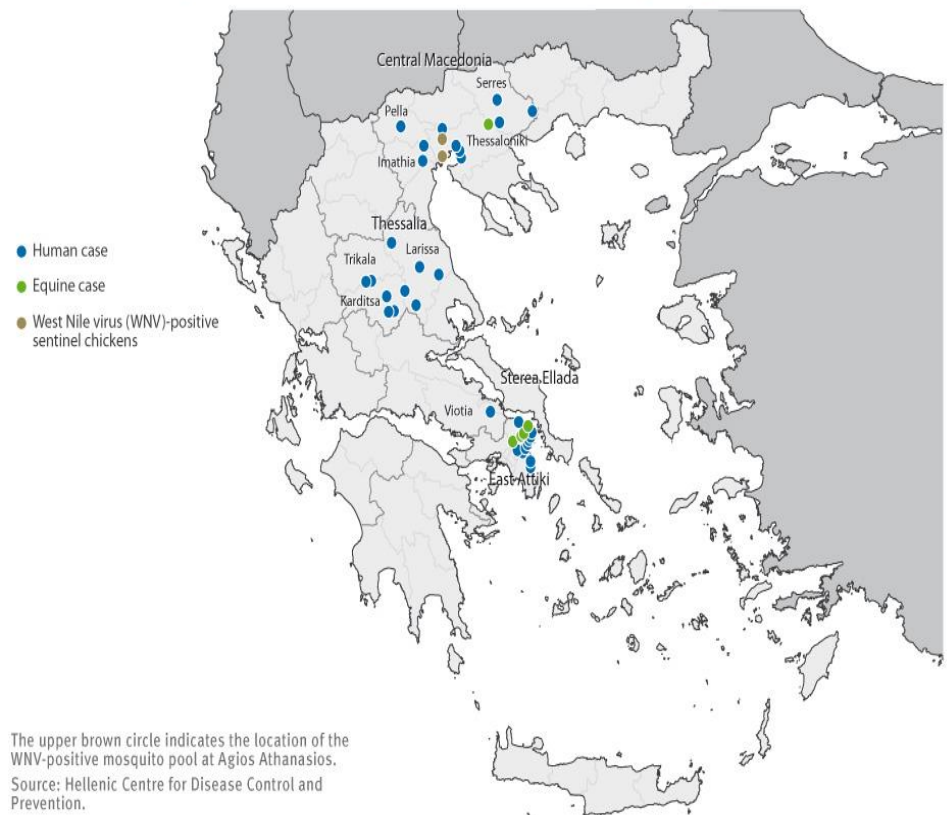 Central Macedonia
Serres
Pella
Thessaloniki
Imathia
Thessalla
Larissa
Trikala
Karditsa
Human case
Equine case
West Nile virus (WNV)-positive
sentinel chickens
Sterea Ellada
Viotia
East Attiki
The upper brown circle indicates the location of the
WNV-positive mosquito pool at Agios Athanasios.
Source: Hellenic Centre for Disease Control and
Prevention.